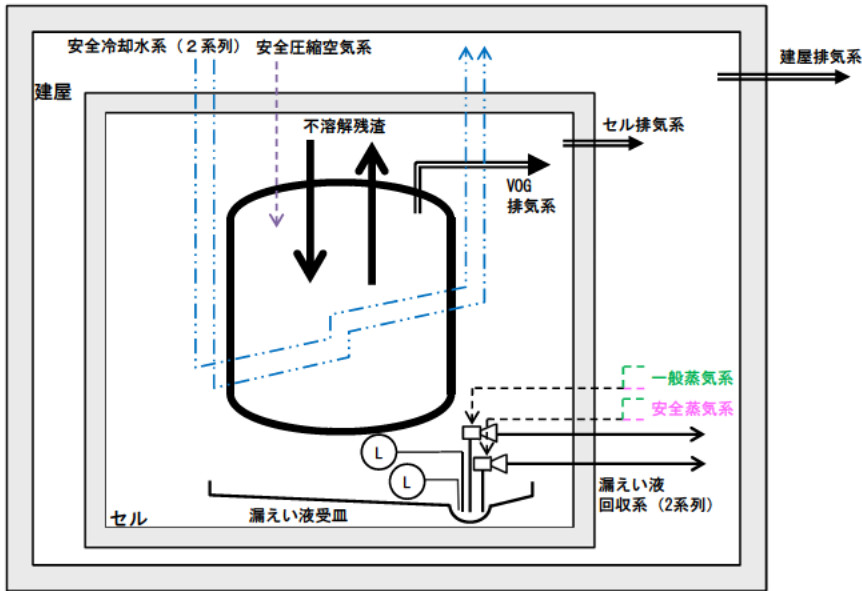 安全冷却水系(2系列)
安全圧縮空気系
建屋排気系
建屋
不溶解残渣
セル排気系
VOG
排気系
一般蒸気系
安全蒸気系
L
L
漏えい液
回収系(2系列)
漏えい液受皿
セル